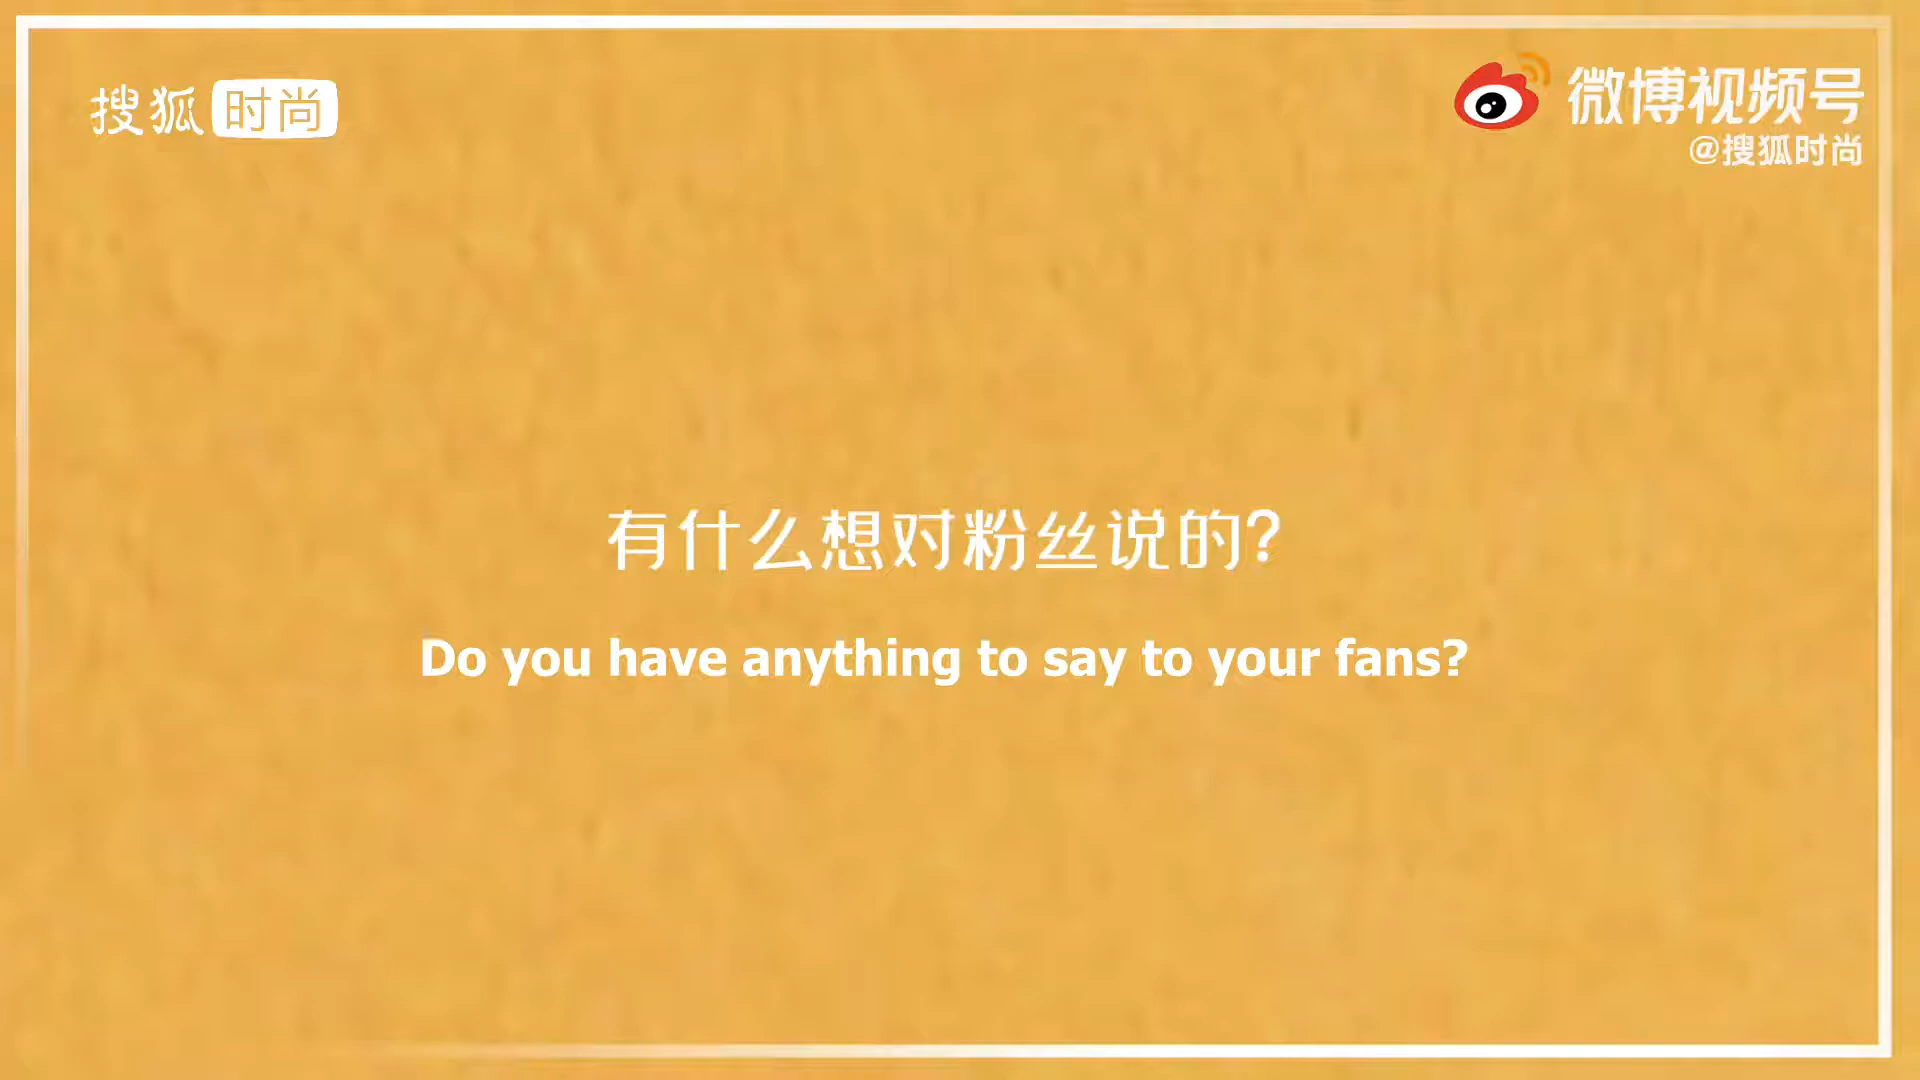 搜狐时尚
微博视频号
@搜狐时尚
有什么想对粉丝说的?
Do you have anything to say to your fans?